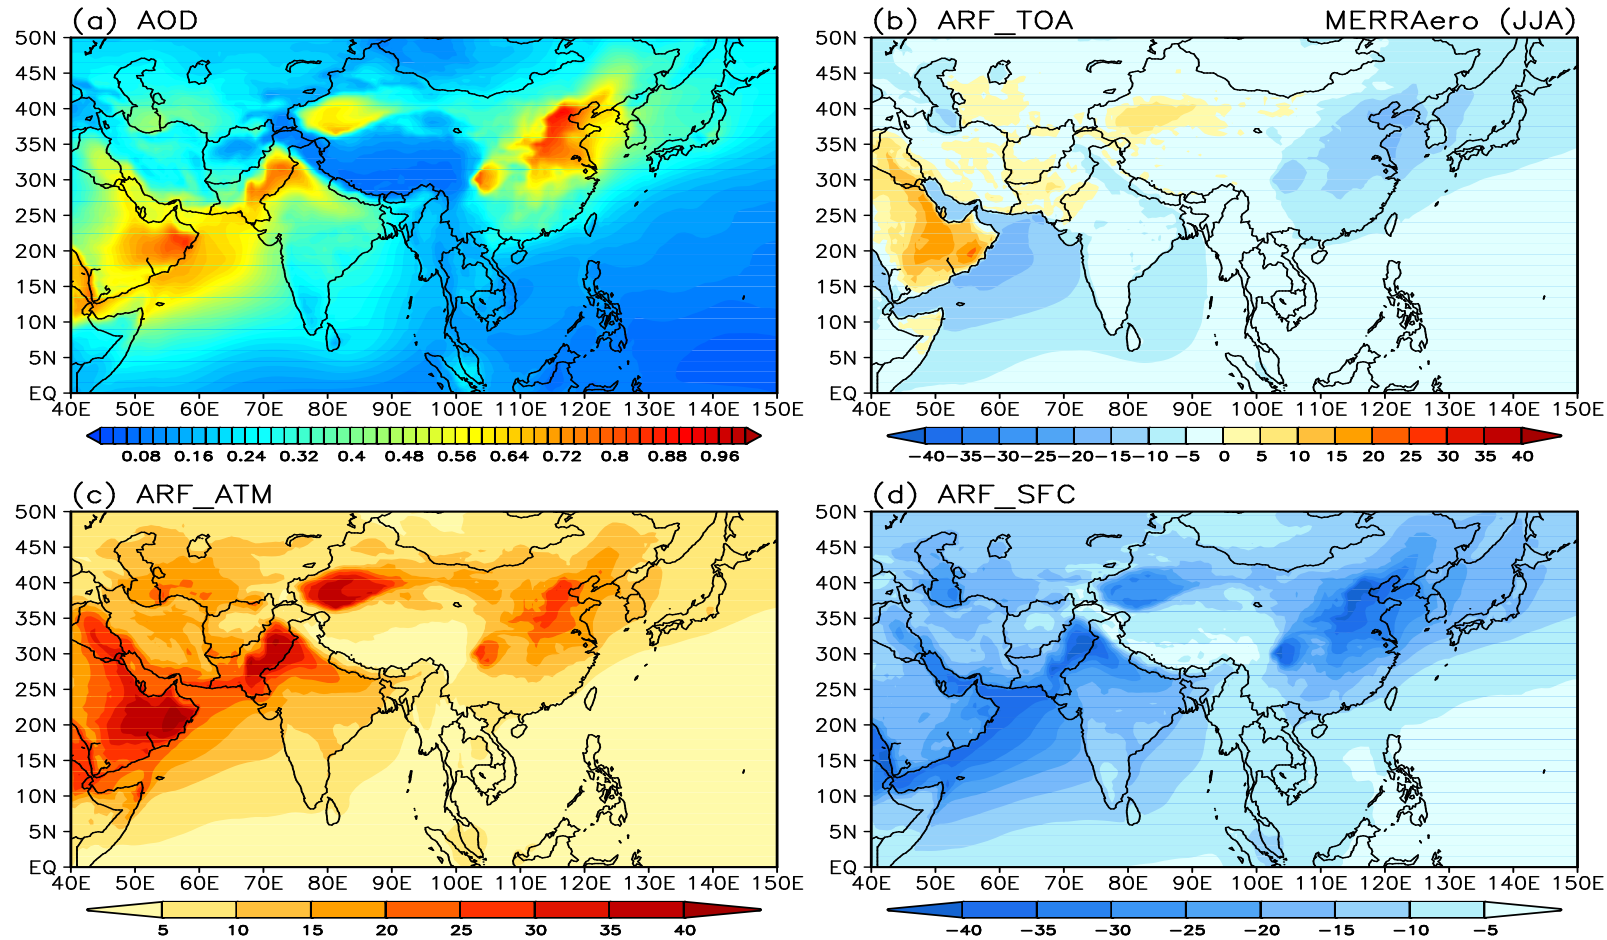 (a) AOD
(b) ARF_TOA MERRAero (JJA)
50N
45N
40N
35N
30N
25N
20N
15N
10N
5N
EQ
40E 50E 60E 70E 80E 90E 100E 110E 120E 130E 140E 150E
0.08 0.16 0.24 0.32 0.4 0.48 0.56 0.64 0.72 0.8 0.88 0.96
50N
45N
40N
35N
30N
25N
20N
15N
10N
5N
EQ
40E 50E 60E 70E 80E 90E 100E 110E 120E 130E 140E 150E
-40 -35 -30 -25 -20 -15 -10 -5 0 5 10 15 20 25 30 35 40
(c) ARF_ATM
50N
45N
40N
35N
30N
25N
20N
15N
10N
5N
EQ
40E 50E 60E 70E 80E 90E 100E 110E 120E 130E 140E 150E
5 10 15 20 25 30 35 40
(d) ARF_SFC
50N
45N
40N
35N
30N
25N
20N
15N
10N
5N
EQ
40E 50E 60E 70E 80E 90E 100E 110E 120E 130E 140E 150E
-40 -35 -30 -25 -20 -15 -10 -5